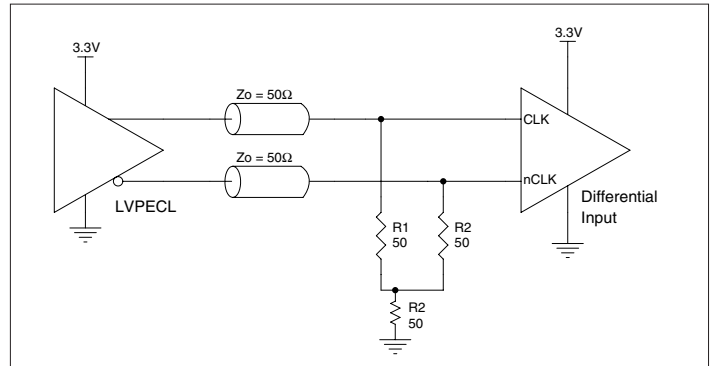 3.3V
3.3V
Zo = 50Ω
CLK
Zo = 50Ω
nCLK
LVPECL
Differential
Input
R1
50
R2
50
R2
50